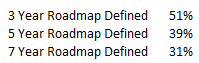 3 Year Roadmap Defined 51%
5 Year Roadmap Defined 39%
7 Year Roadmap Defined 31%